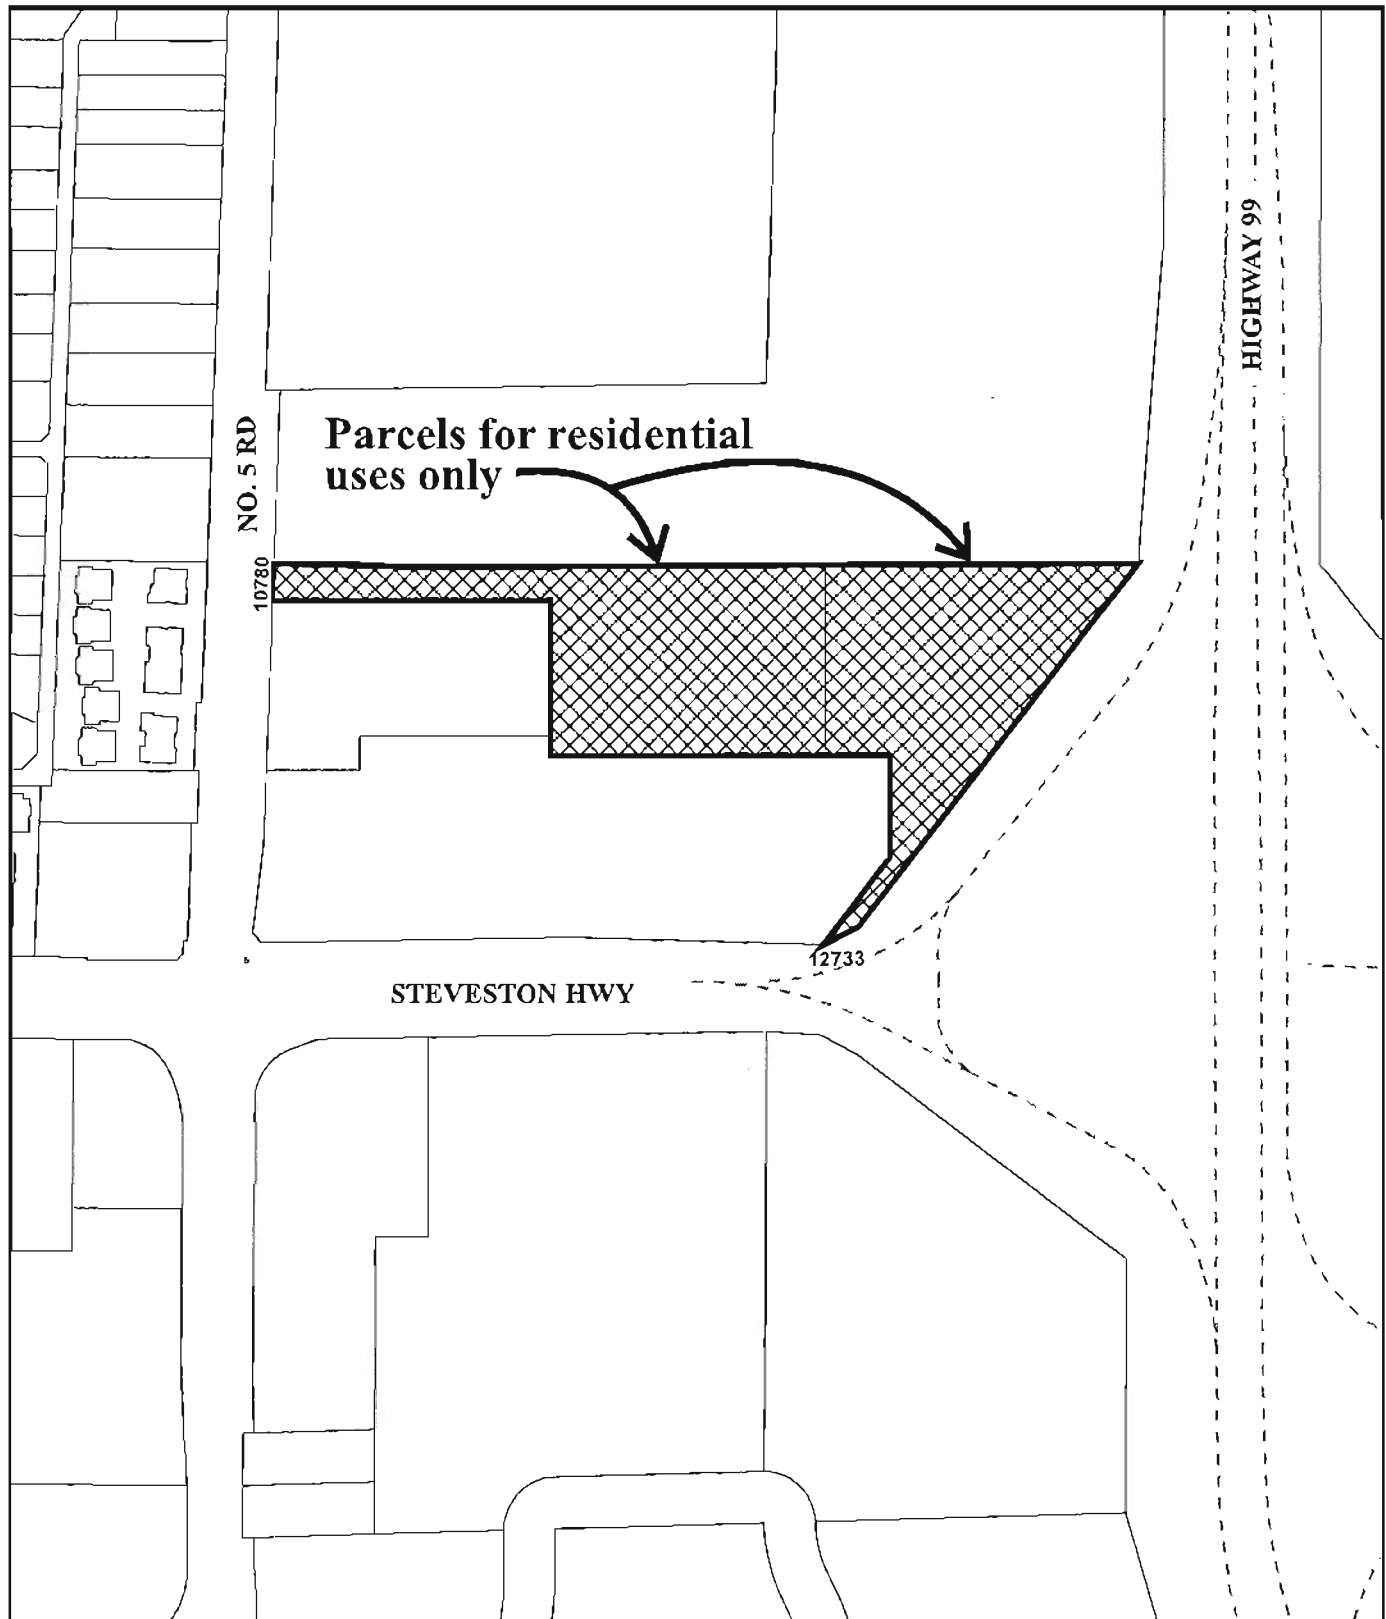 HIGHWAY 99
NO. 5 RD
Parcels for residential
uses only
10780
12733
STEVESTON HWY